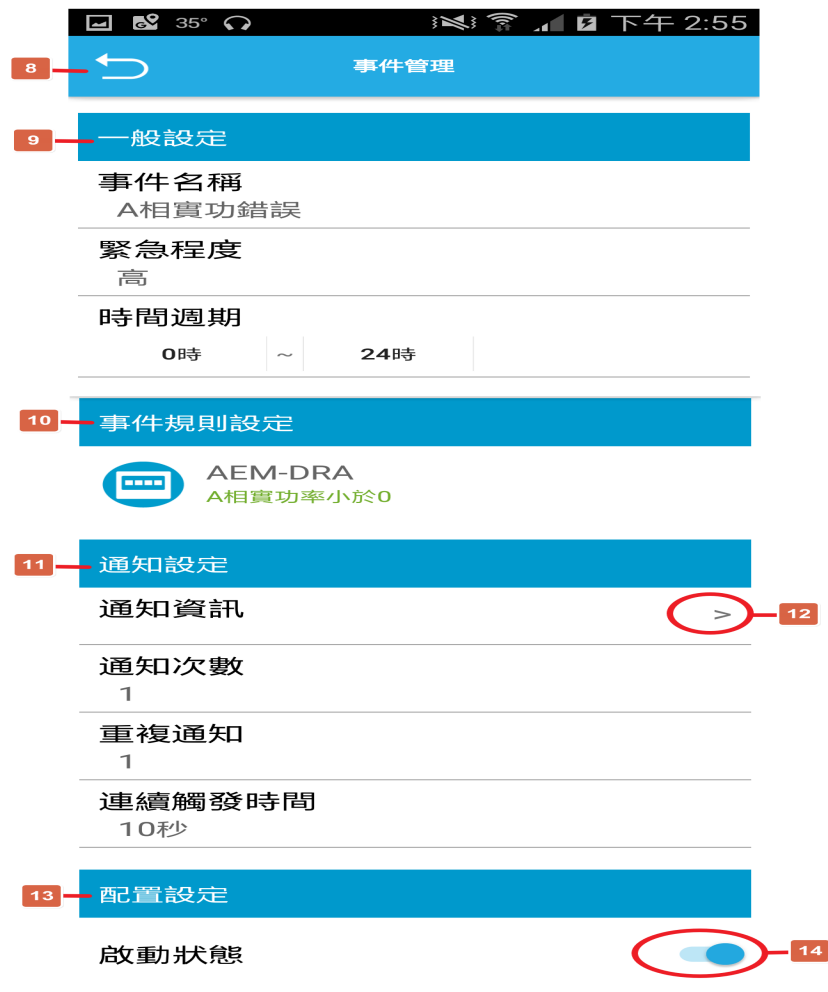 35° 下午 2:55
8 事件管理
9 一般設定
事件名稱
A相實功錯誤
緊急程度
高
時間週期
0時 ~ 24時
10 事件規則設定
AEM-DRA
A相實功率小於0
11 通知設定
通知資訊 > 12
通知次數
1
重複通知
1
連續觸發時間
10秒
13 配置設定
啟動狀態 14